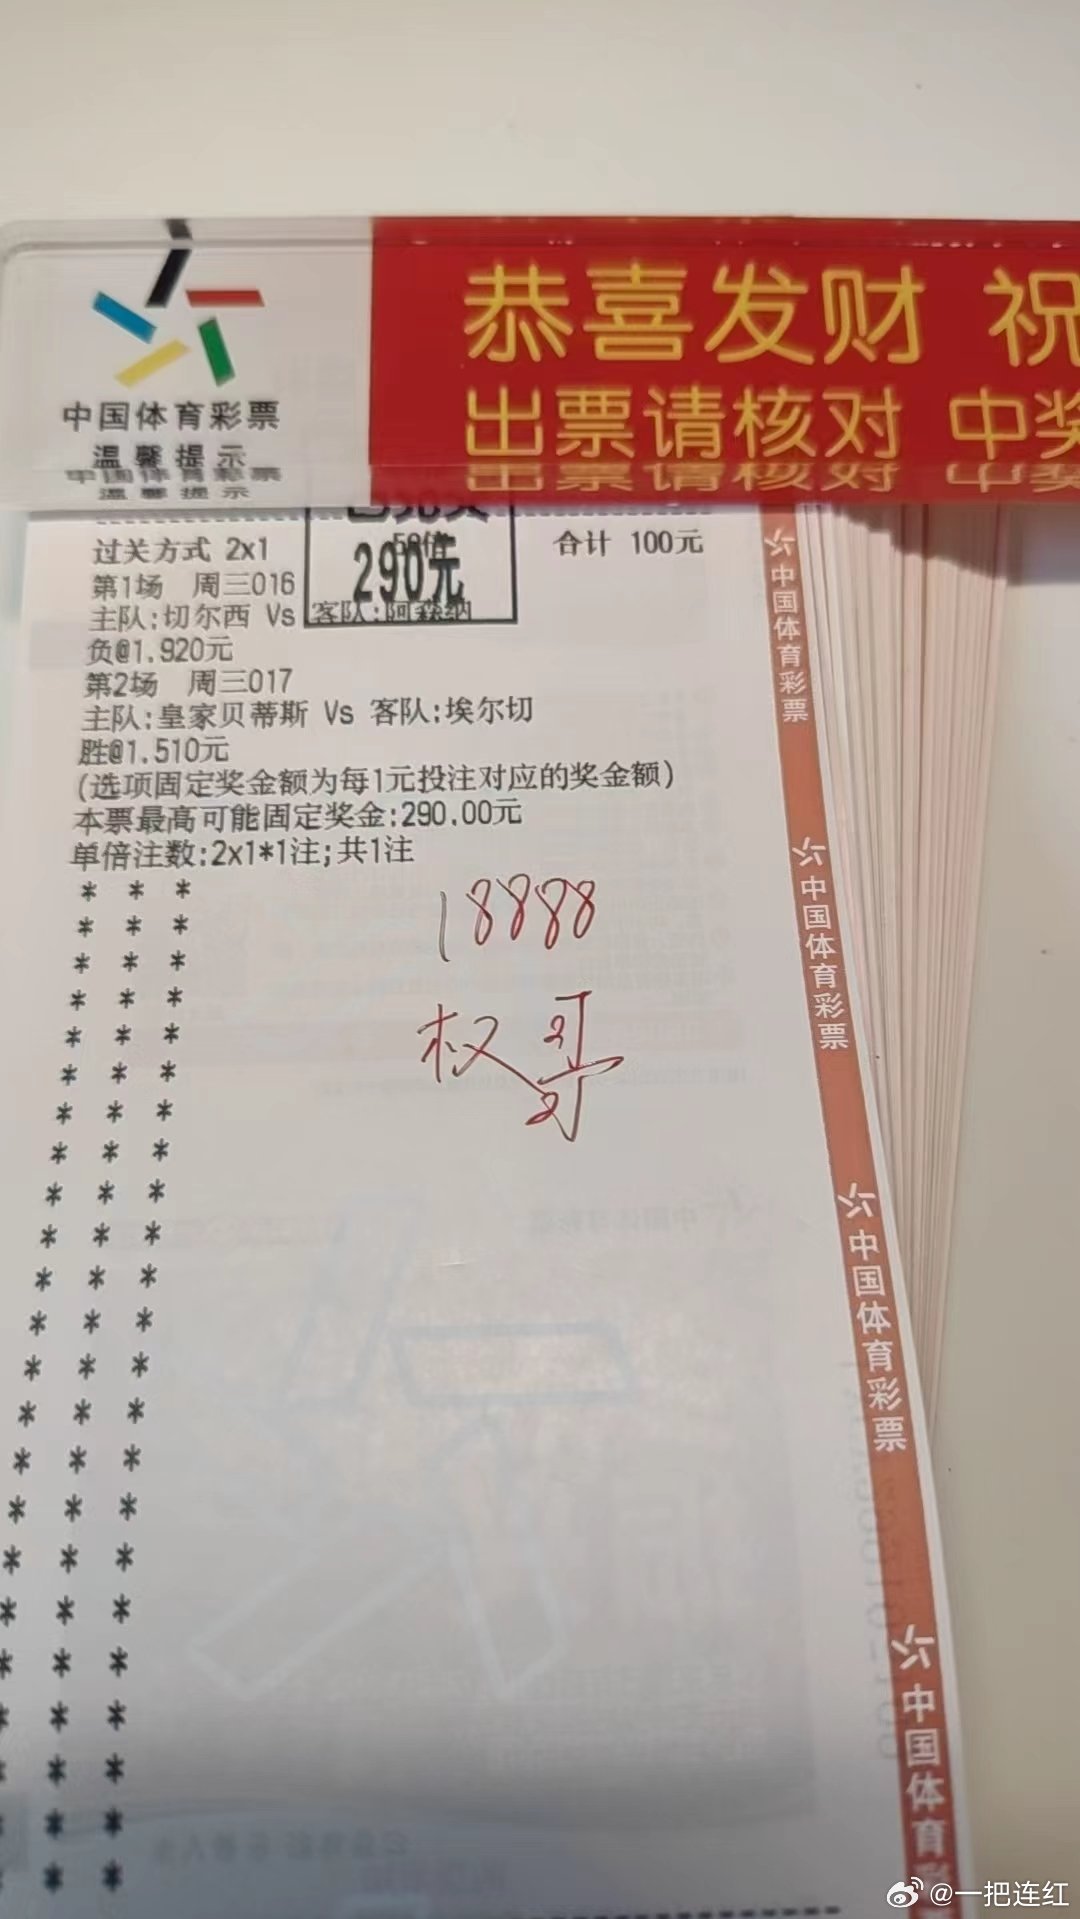 中国体育彩票
温馨提示
恭喜发财 祝
出票请核对 中奖
过关方式 2x1
50倍
合计 100元
已兑奖
290元
第1场 周三016
主队:切尔西 Vs 客队:阿森纳
负@1.920元
第2场 周三017
主队:皇家贝蒂斯 Vs 客队:埃尔切
胜@1.510元
(选项固定奖金额为每1元投注对应的奖金额)
本票最高可能固定奖金:290.00元
单倍注数:2x1*1注;共1注
18888
权哥
中国体育彩票
中国体育彩票
中国体育彩票
中国体育彩
@一把连红